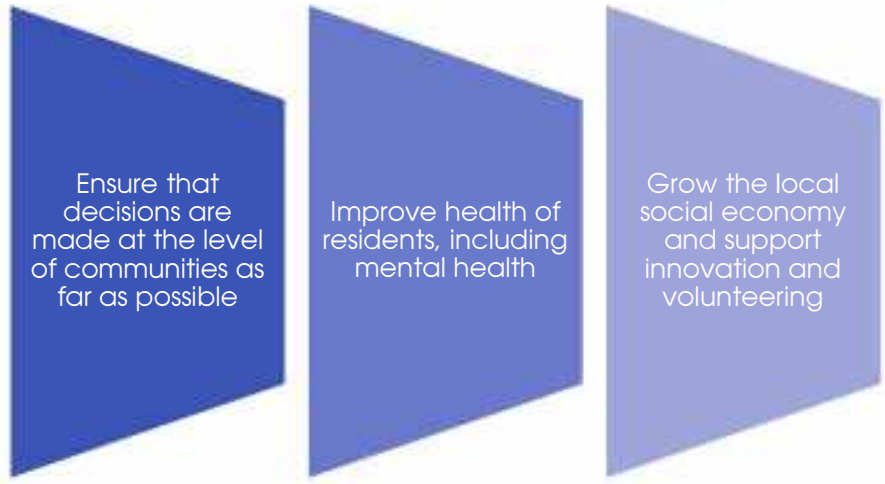 Ensure that
decisions are
made at the level
of communities as
far as possible
Improve health of
residents, including
mental health
Grow the local
social economy
and support
innovation and
volunteering